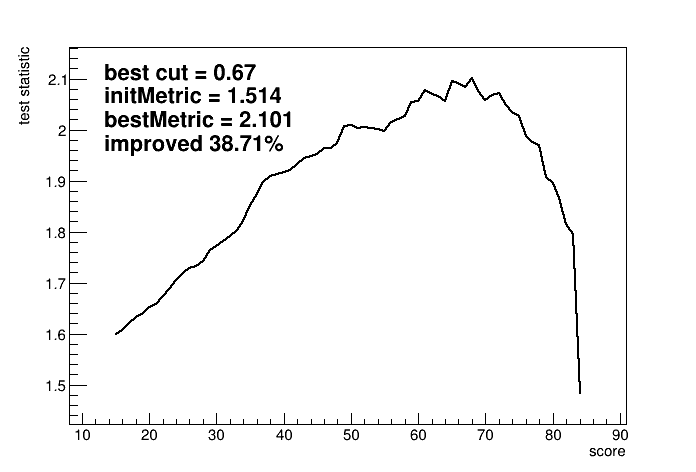 test statistic
best cut = 0.67
initMetric = 1.514
bestMetric = 2.101
improved 38.71%
2.1
2
1.9
1.8
1.7
1.6
1.5
10 20 30 40 50 60 70 80 90
score